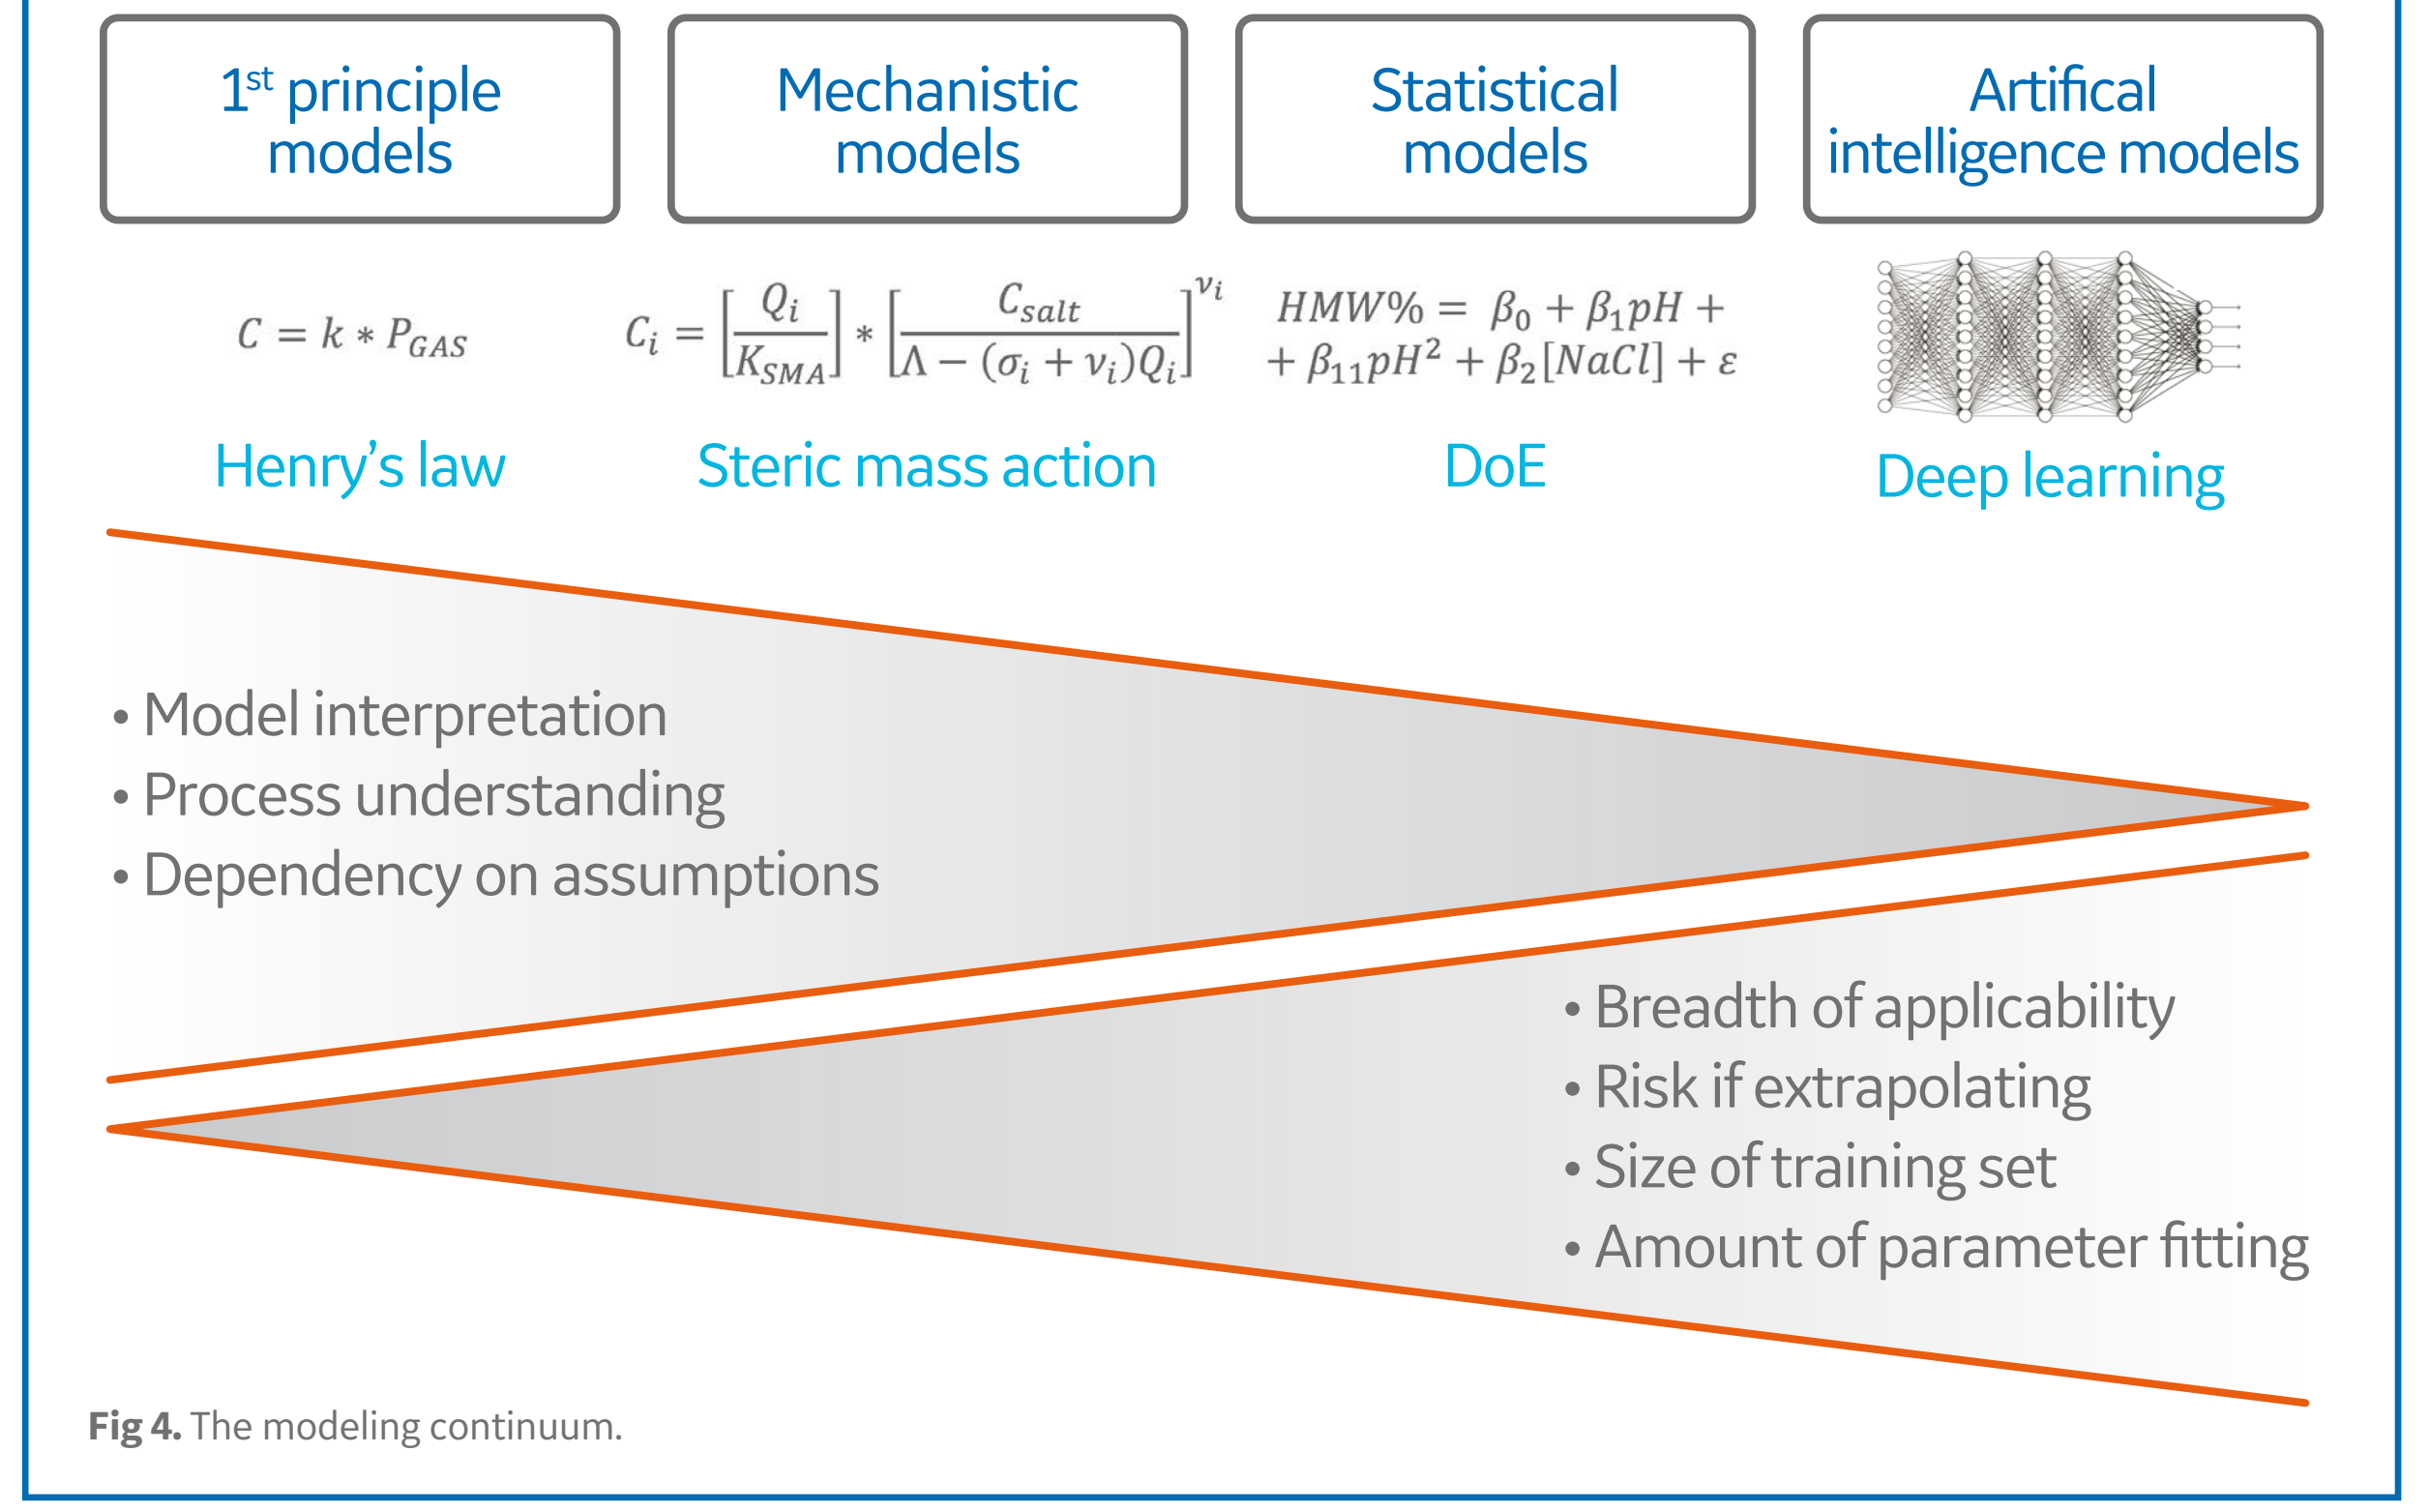 1st principle
models
Mechanistic
models
Statistical
models
Artifical
intelligence models
C = k * P_GAS
C_i = [Q_i / K_SMA] * [C_salt / (Λ − (σ_i + ν_i)Q_i)]^ν_i
HMW% = β_0 + β_1pH +
+ β_11pH^2 + β_2[NaCl] + ε
Henry's law
Steric mass action
DoE
Deep learning
• Model interpretation
• Process understanding
• Dependency on assumptions
• Breadth of applicability
• Risk if extrapolating
• Size of training set
• Amount of parameter fitting
Fig 4. The modeling continuum.